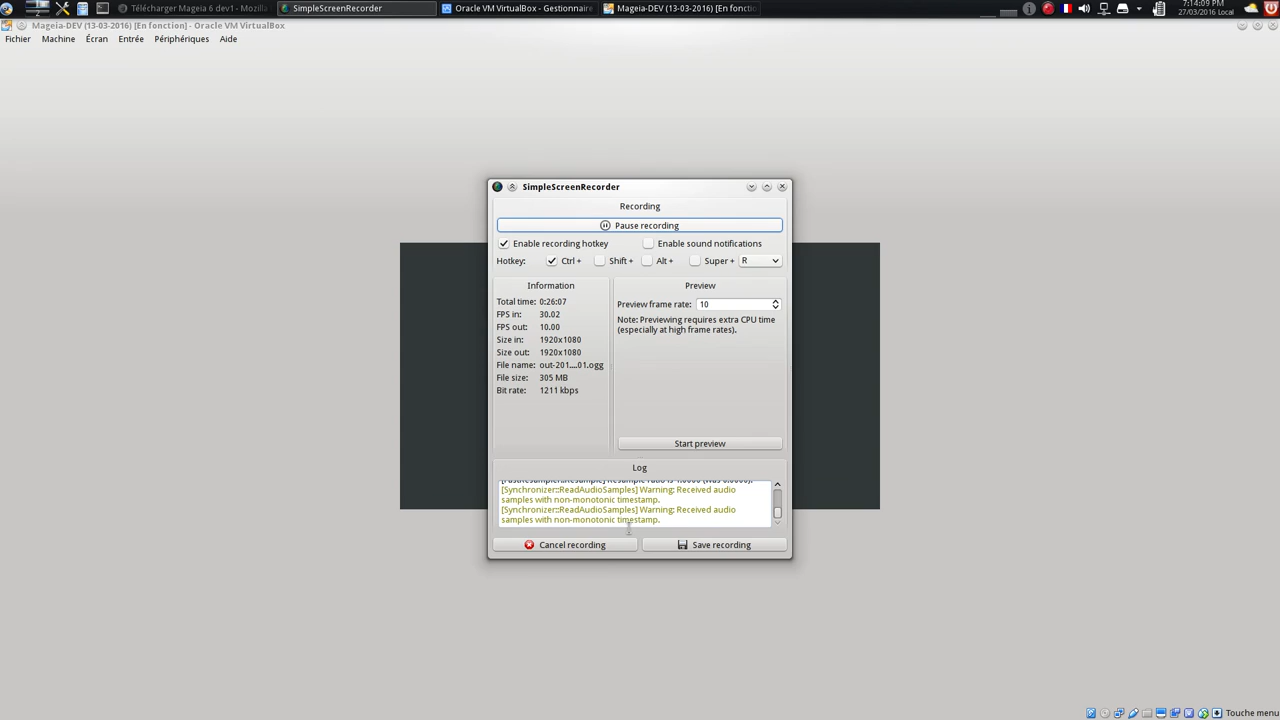 Télécharger Mageia 6 dev1 - Mozill
SimpleScreenRecorder
Oracle VM VirtualBox - Gestionnaire
Mageia-DEV (13-03-2016) [En fonction
7:14:09 PM
27/03/2016 Local
Mageia-DEV (13-03-2016) [En fonction] - Oracle VM VirtualBox
Fichier Machine Écran Entrée Périphériques Aide
SimpleScreenRecorder
Recording
Pause recording
Enable recording hotkey Enable sound notifications
Hotkey: Ctrl + Shift + Alt + Super + R
Information
Total time: 0:26:07
FPS in: 30.02
FPS out: 10.00
Size in: 1920x1080
Size out: 1920x1080
File name: out-201....01.ogg
File size: 305 MB
Bit rate: 1211 kbps
Preview
Preview frame rate: 10
Note: Previewing requires extra CPU time
(especially at high frame rates).
Start preview
Log
[Synchronizer::ReadAudioSamples] Warning: Received audio
samples with non-monotonic timestamp.
[Synchronizer::ReadAudioSamples] Warning: Received audio
samples with non-monotonic timestamp.
Cancel recording Save recording
Touche menu